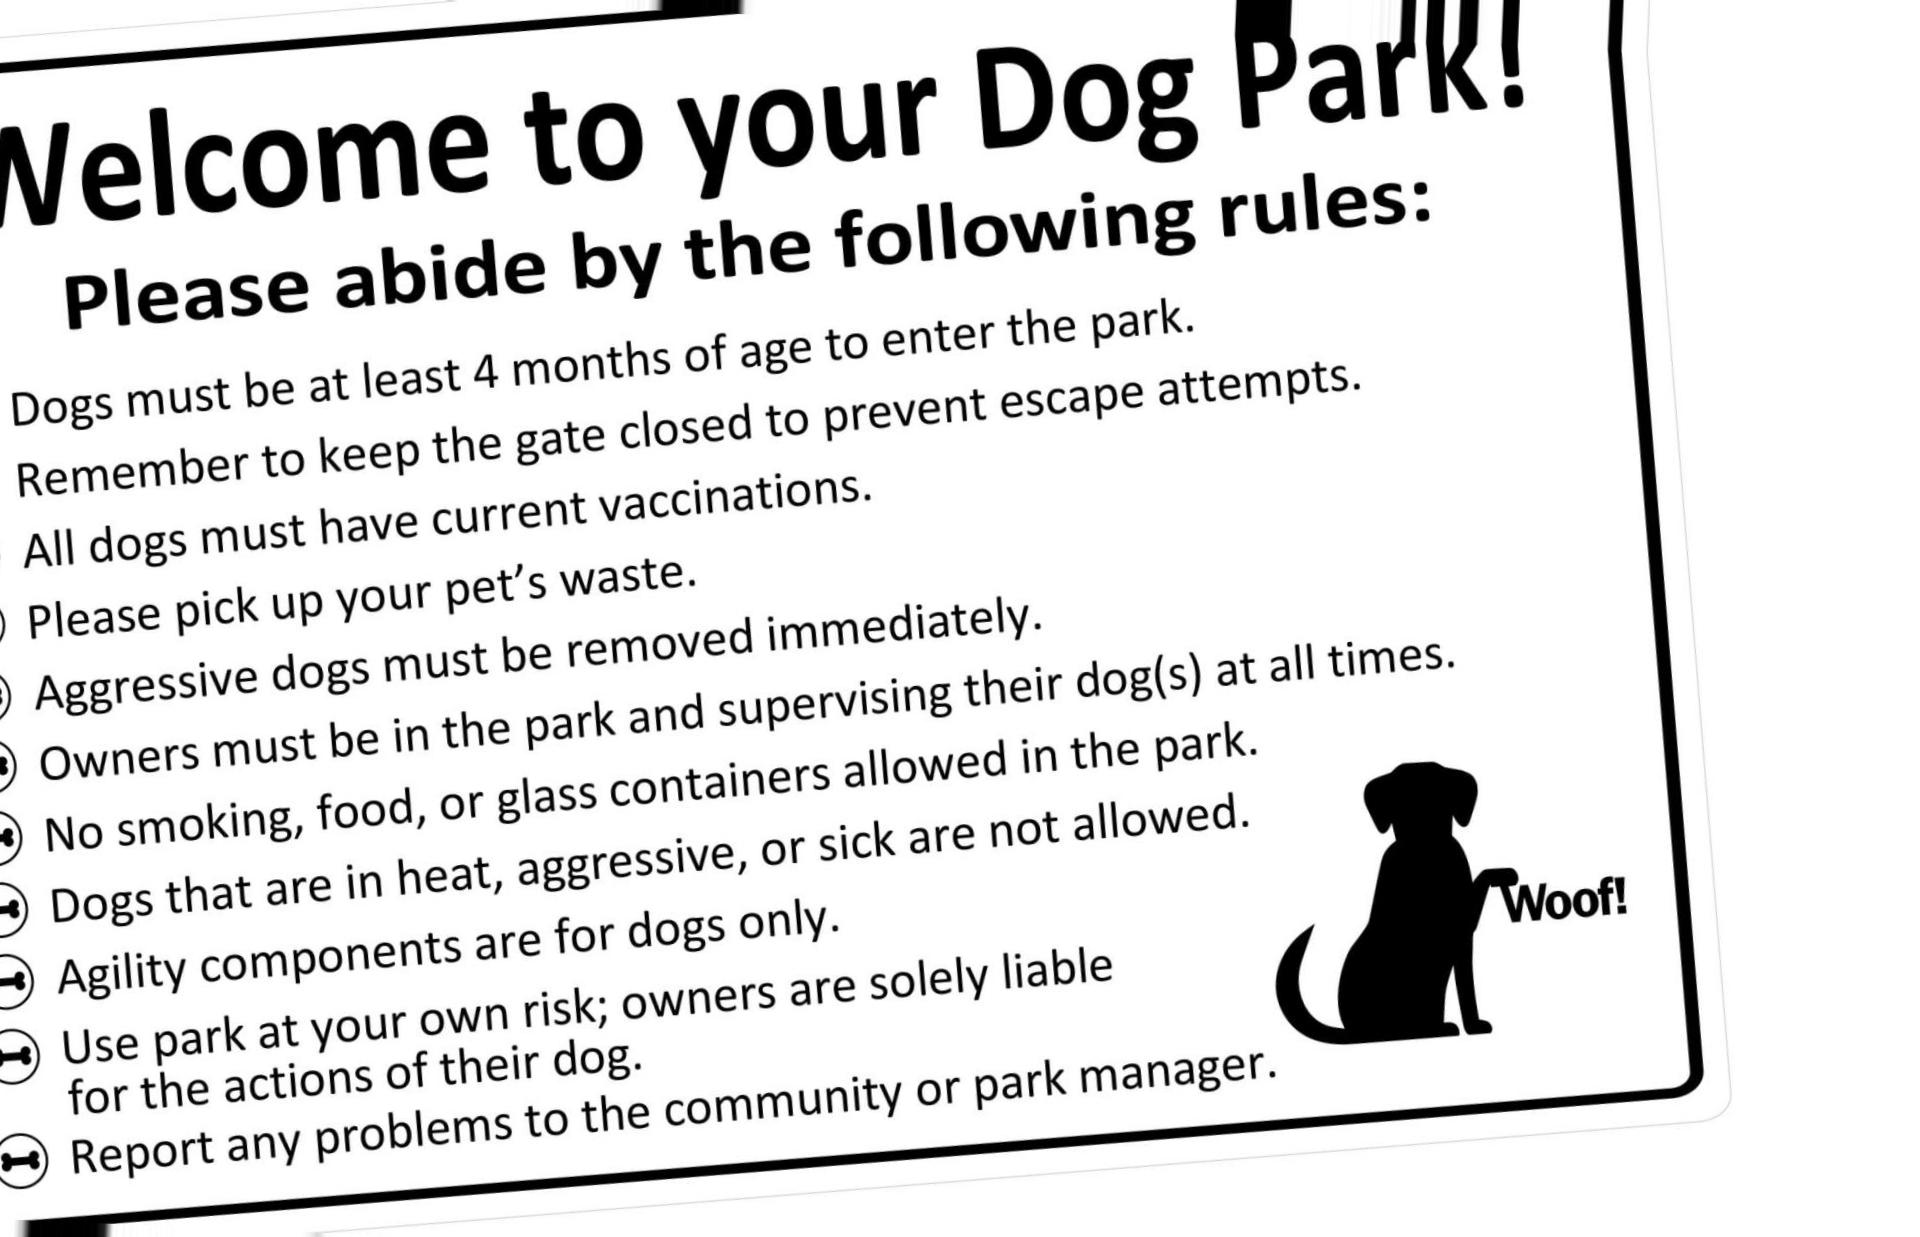 Welcome to your Dog Park!
Please abide by the following rules:
Dogs must be at least 4 months of age to enter the park.
Remember to keep the gate closed to prevent escape attempts.
All dogs must have current vaccinations.
Please pick up your pet’s waste.
Aggressive dogs must be removed immediately.
Owners must be in the park and supervising their dog(s) at all times.
No smoking, food, or glass containers allowed in the park.
Dogs that are in heat, aggressive, or sick are not allowed.
Agility components are for dogs only.
Use park at your own risk; owners are solely liable
for the actions of their dog.
Report any problems to the community or park manager.
Woof!